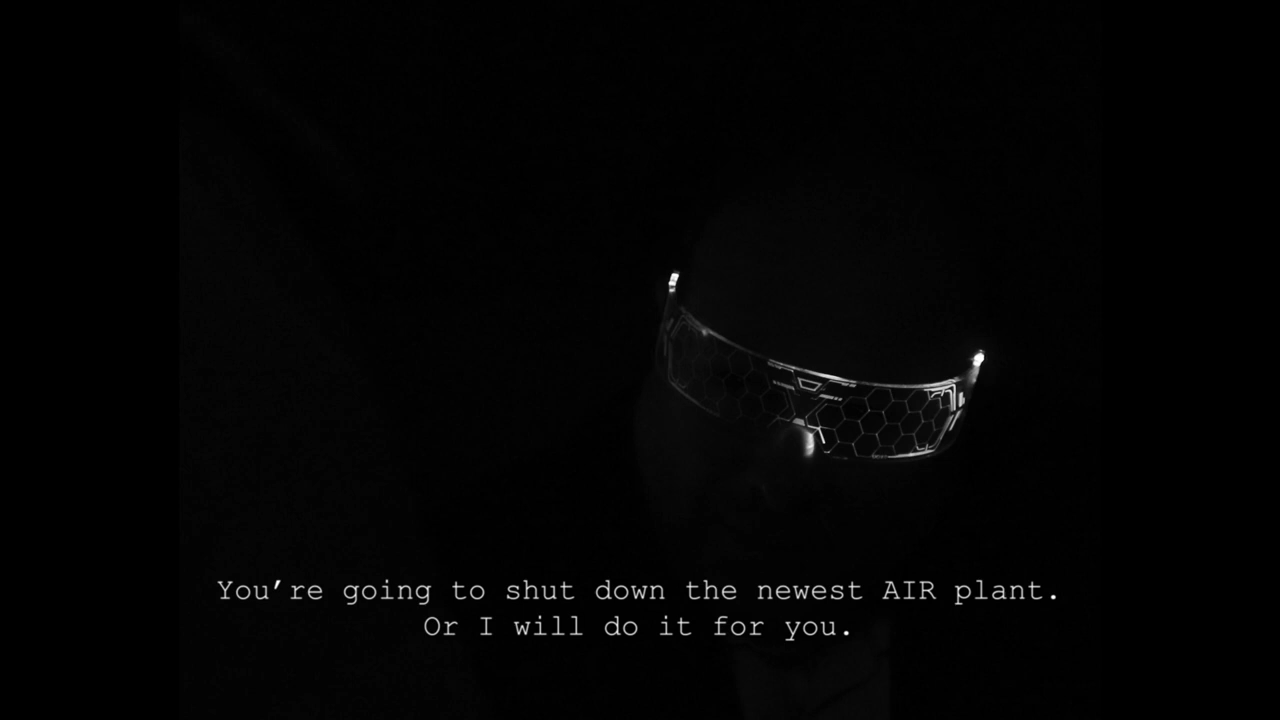 You’re going to shut down the newest AIR plant.
Or I will do it for you.